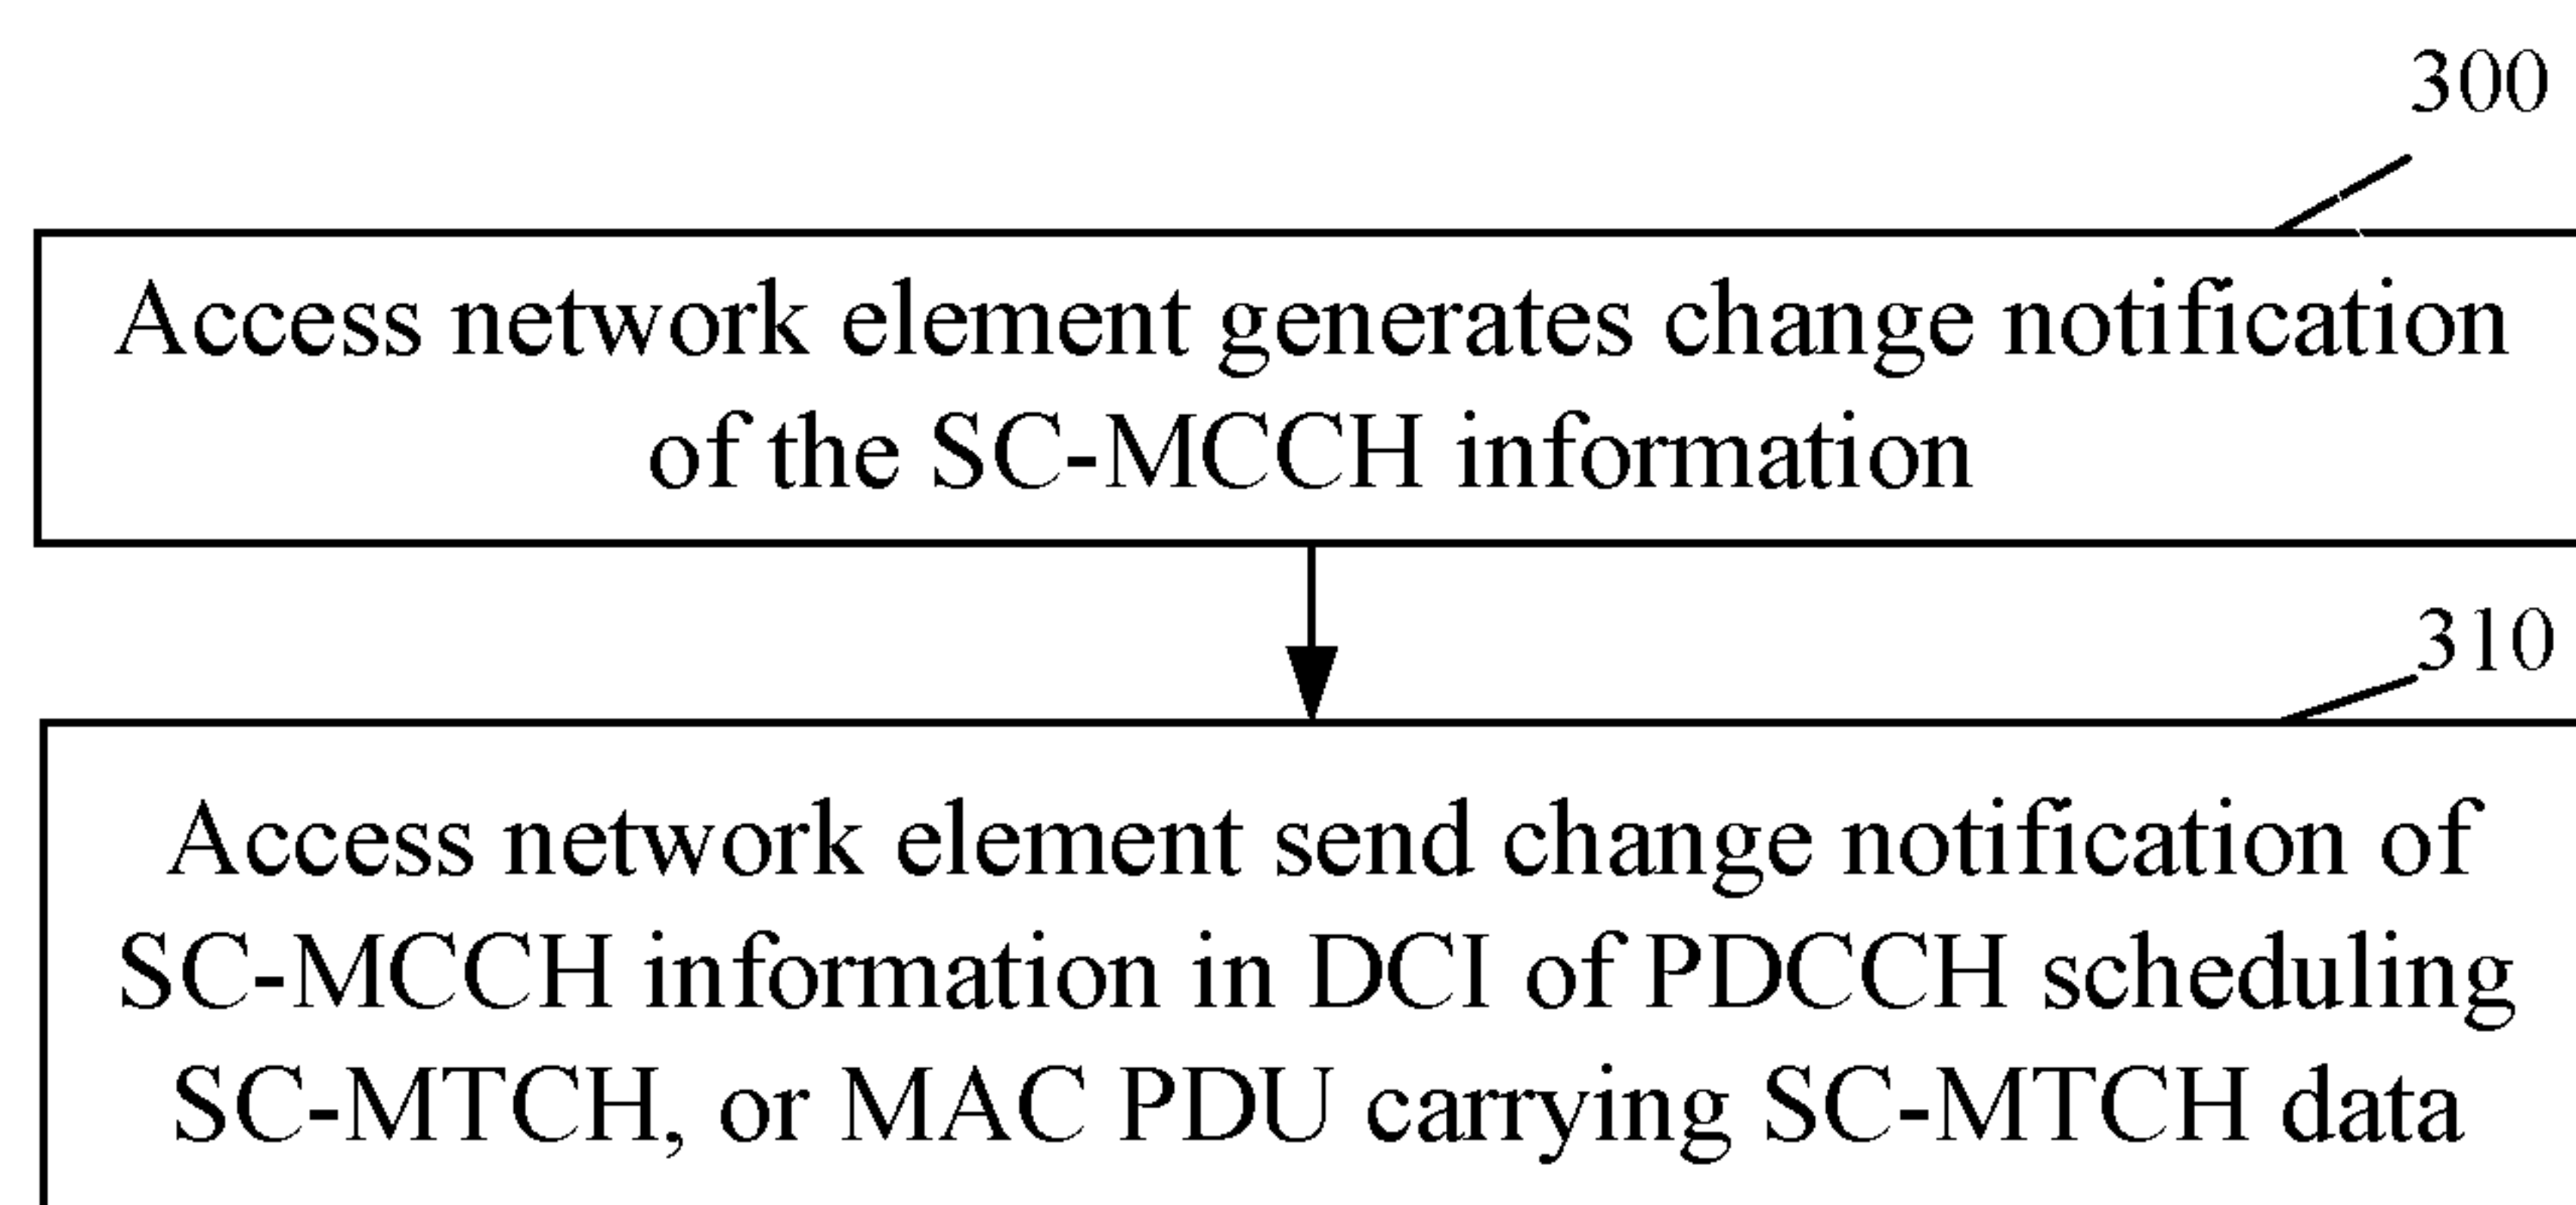 300
Access network element generates change notification
of the SC-MCCH information
310
Access network element send change notification of
SC-MCCH information in DCI of PDCCH scheduling
SC-MTCH, or MAC PDU carrying SC-MTCH data